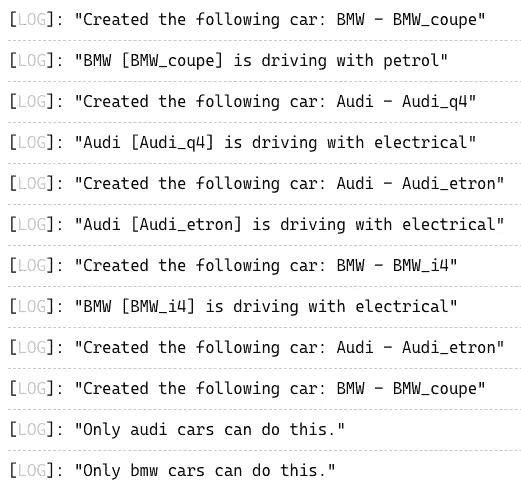 [LOG]: "Created the following car: BMW - BMW_coupe"
[LOG]: "BMW [BMW_coupe] is driving with petrol"
[LOG]: "Created the following car: Audi - Audi_q4"
[LOG]: "Audi [Audi_q4] is driving with electrical"
[LOG]: "Created the following car: Audi - Audi_etron"
[LOG]: "Audi [Audi_etron] is driving with electrical"
[LOG]: "Created the following car: BMW - BMW_i4"
[LOG]: "BMW [BMW_i4] is driving with electrical"
[LOG]: "Created the following car: Audi - Audi_etron"
[LOG]: "Created the following car: BMW - BMW_coupe"
[LOG]: "Only audi cars can do this."
[LOG]: "Only bmw cars can do this."